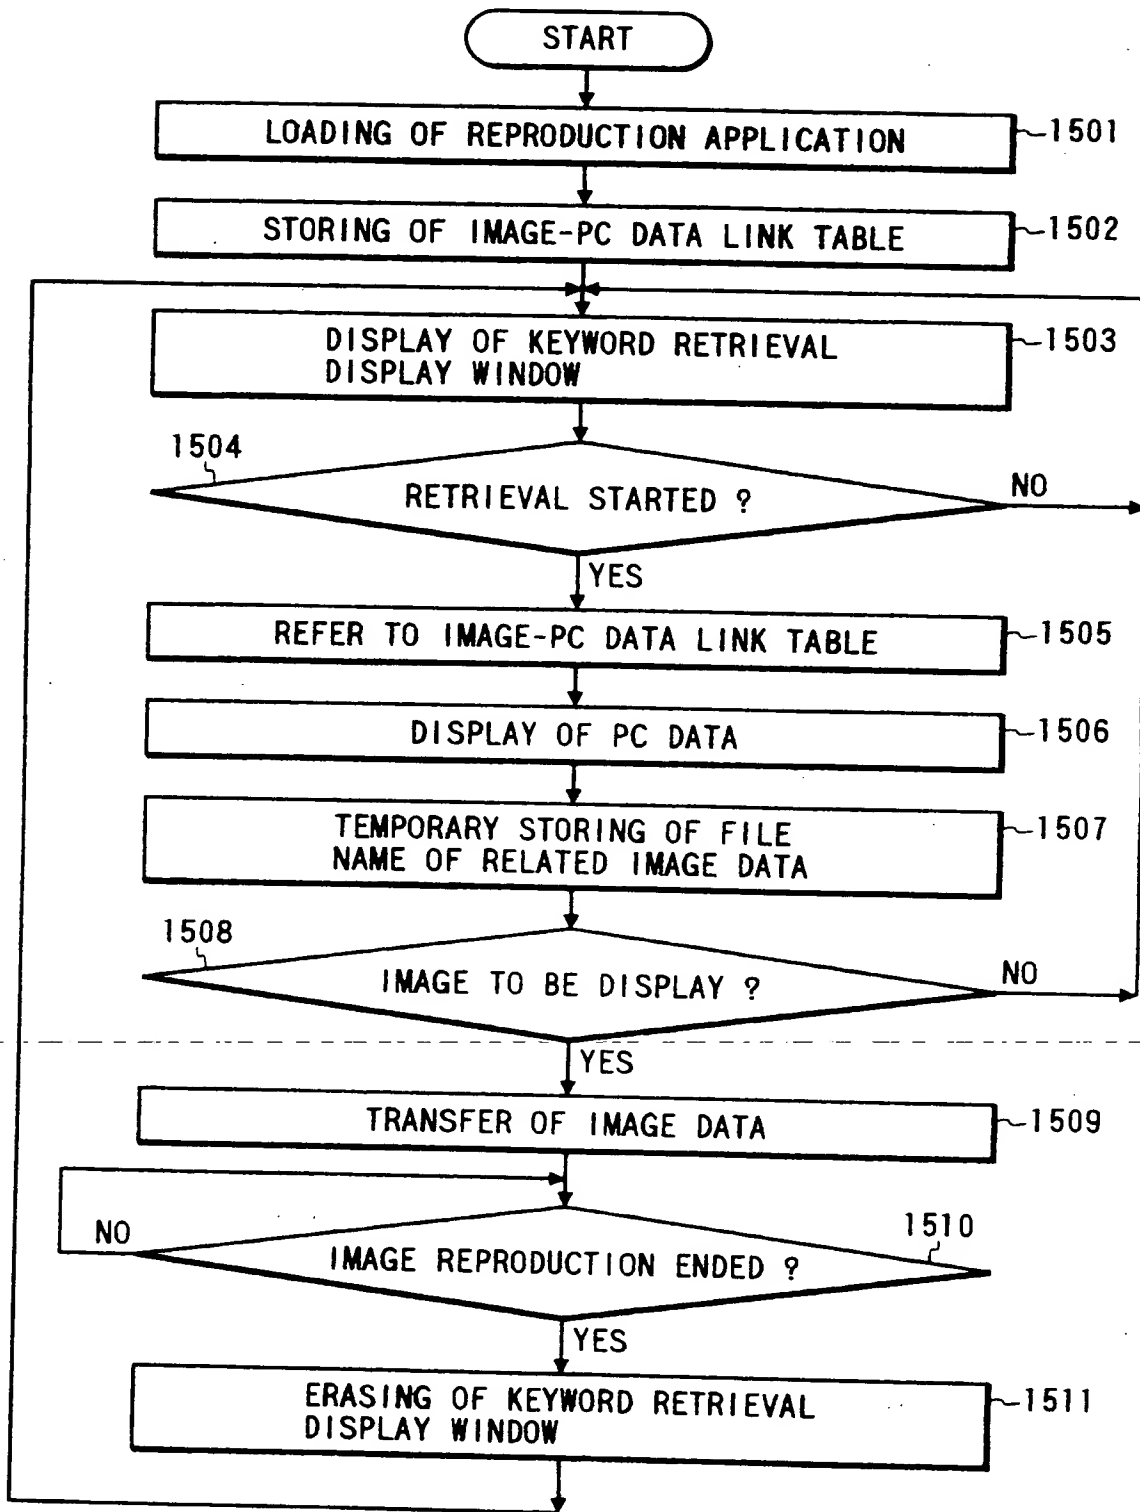 START
LOADING OF REPRODUCTION APPLICATION
1501
STORING OF IMAGE-PC DATA LINK TABLE
1502
DISPLAY OF KEYWORD RETRIEVAL
DISPLAY WINDOW
1503
1504
RETRIEVAL STARTED ?
NO
YES
REFER TO IMAGE-PC DATA LINK TABLE
1505
DISPLAY OF PC DATA
1506
TEMPORARY STORING OF FILE
NAME OF RELATED IMAGE DATA
1507
1508
IMAGE TO BE DISPLAY ?
NO
YES
TRANSFER OF IMAGE DATA
1509
NO
IMAGE REPRODUCTION ENDED ?
1510
YES
ERASING OF KEYWORD RETRIEVAL
DISPLAY WINDOW
1511